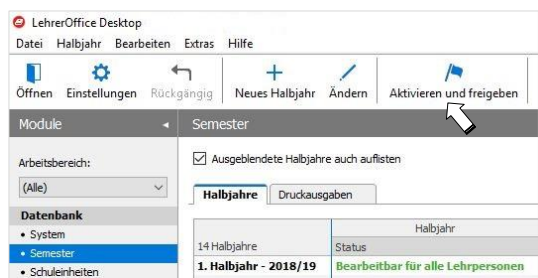 LehrerOffice Desktop
Datei Halbjahr Bearbeiten Extras Hilfe
Öffnen Einstellungen Rückgängig Neues Halbjahr Ändern Aktivieren und freigeben
Module Semester
Arbeitsbereich:
Ausgeblendete Halbjahre auch auflisten
(Alle)
Halbjahre Druckausgaben
Datenbank
• System
Halbjahr
14 Halbjahre Status
• Semester
1. Halbjahr - 2018/19 Bearbeitbar für alle Lehrpersonen
• Schuleinheiten